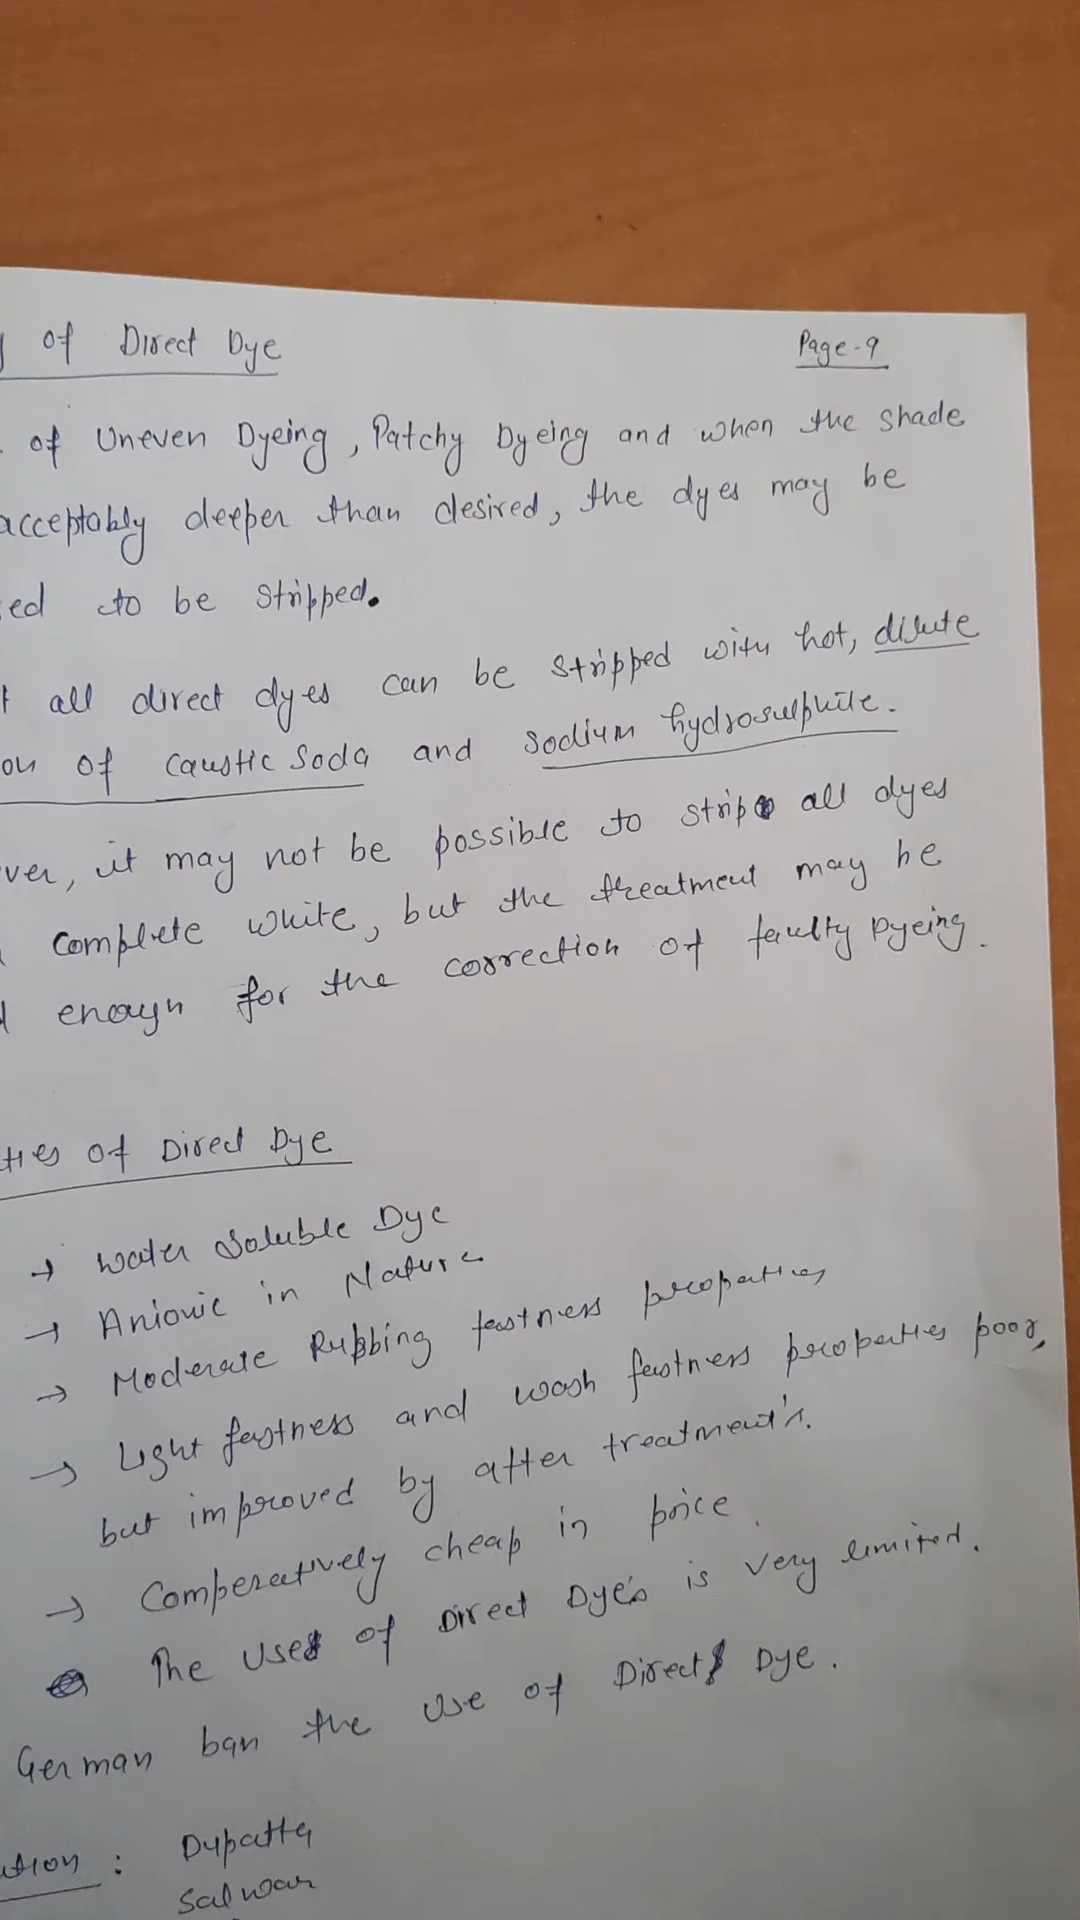 of Direct Dye
Page-9
of Uneven Dyeing, Patchy Dyeing and when the shade
acceptably deeper than desired, the dyes may be
ed to be stripped.
all direct dyes can be stripped with hot, dilute
on of caustic Soda and sodium hydrosulphite.
ver, it may not be possible to strip all dyes
complete white, but the treatment may be
enough for the correction of faulty Dyeing.
ties of Direct Dye
→ Water Soluble Dye
→ Anionic in Nature
→ Moderate Rubbing fastness properties
→ Light fastness and wash fastness properties poor,
but improved by after treatment's.
→ Comperatively cheap in price.
The Uses of Direct Dye's is very limited.
German ban the use of Direct Dye.
ation : Dupatta
Salwar